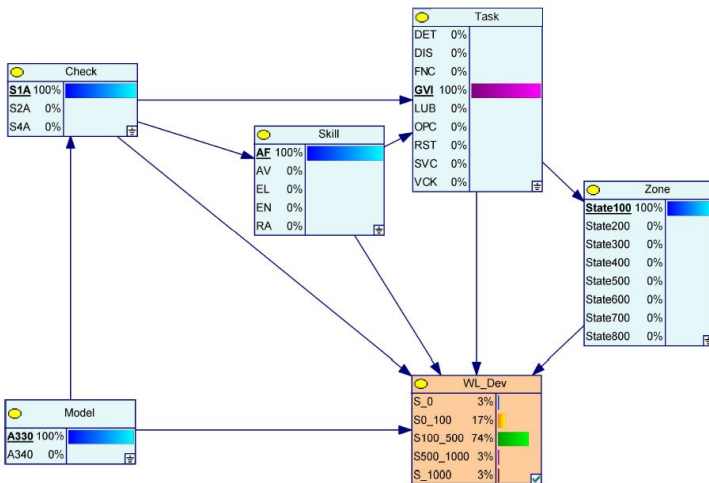 Check
S1A 100%
S2A 0%
S4A 0%
Skill
AF 100%
AV 0%
EL 0%
EN 0%
RA 0%
Task
DET 0%
DIS 0%
FNC 0%
GVI 100%
LUB 0%
OPC 0%
RST 0%
SVC 0%
VCK 0%
Zone
State100 100%
State200 0%
State300 0%
State400 0%
State500 0%
State600 0%
State700 0%
State800 0%
Model
A330 100%
A340 0%
WL_Dev
S_0 3%
S0_100 17%
S100_500 74%
S500_1000 3%
S_1000 3%